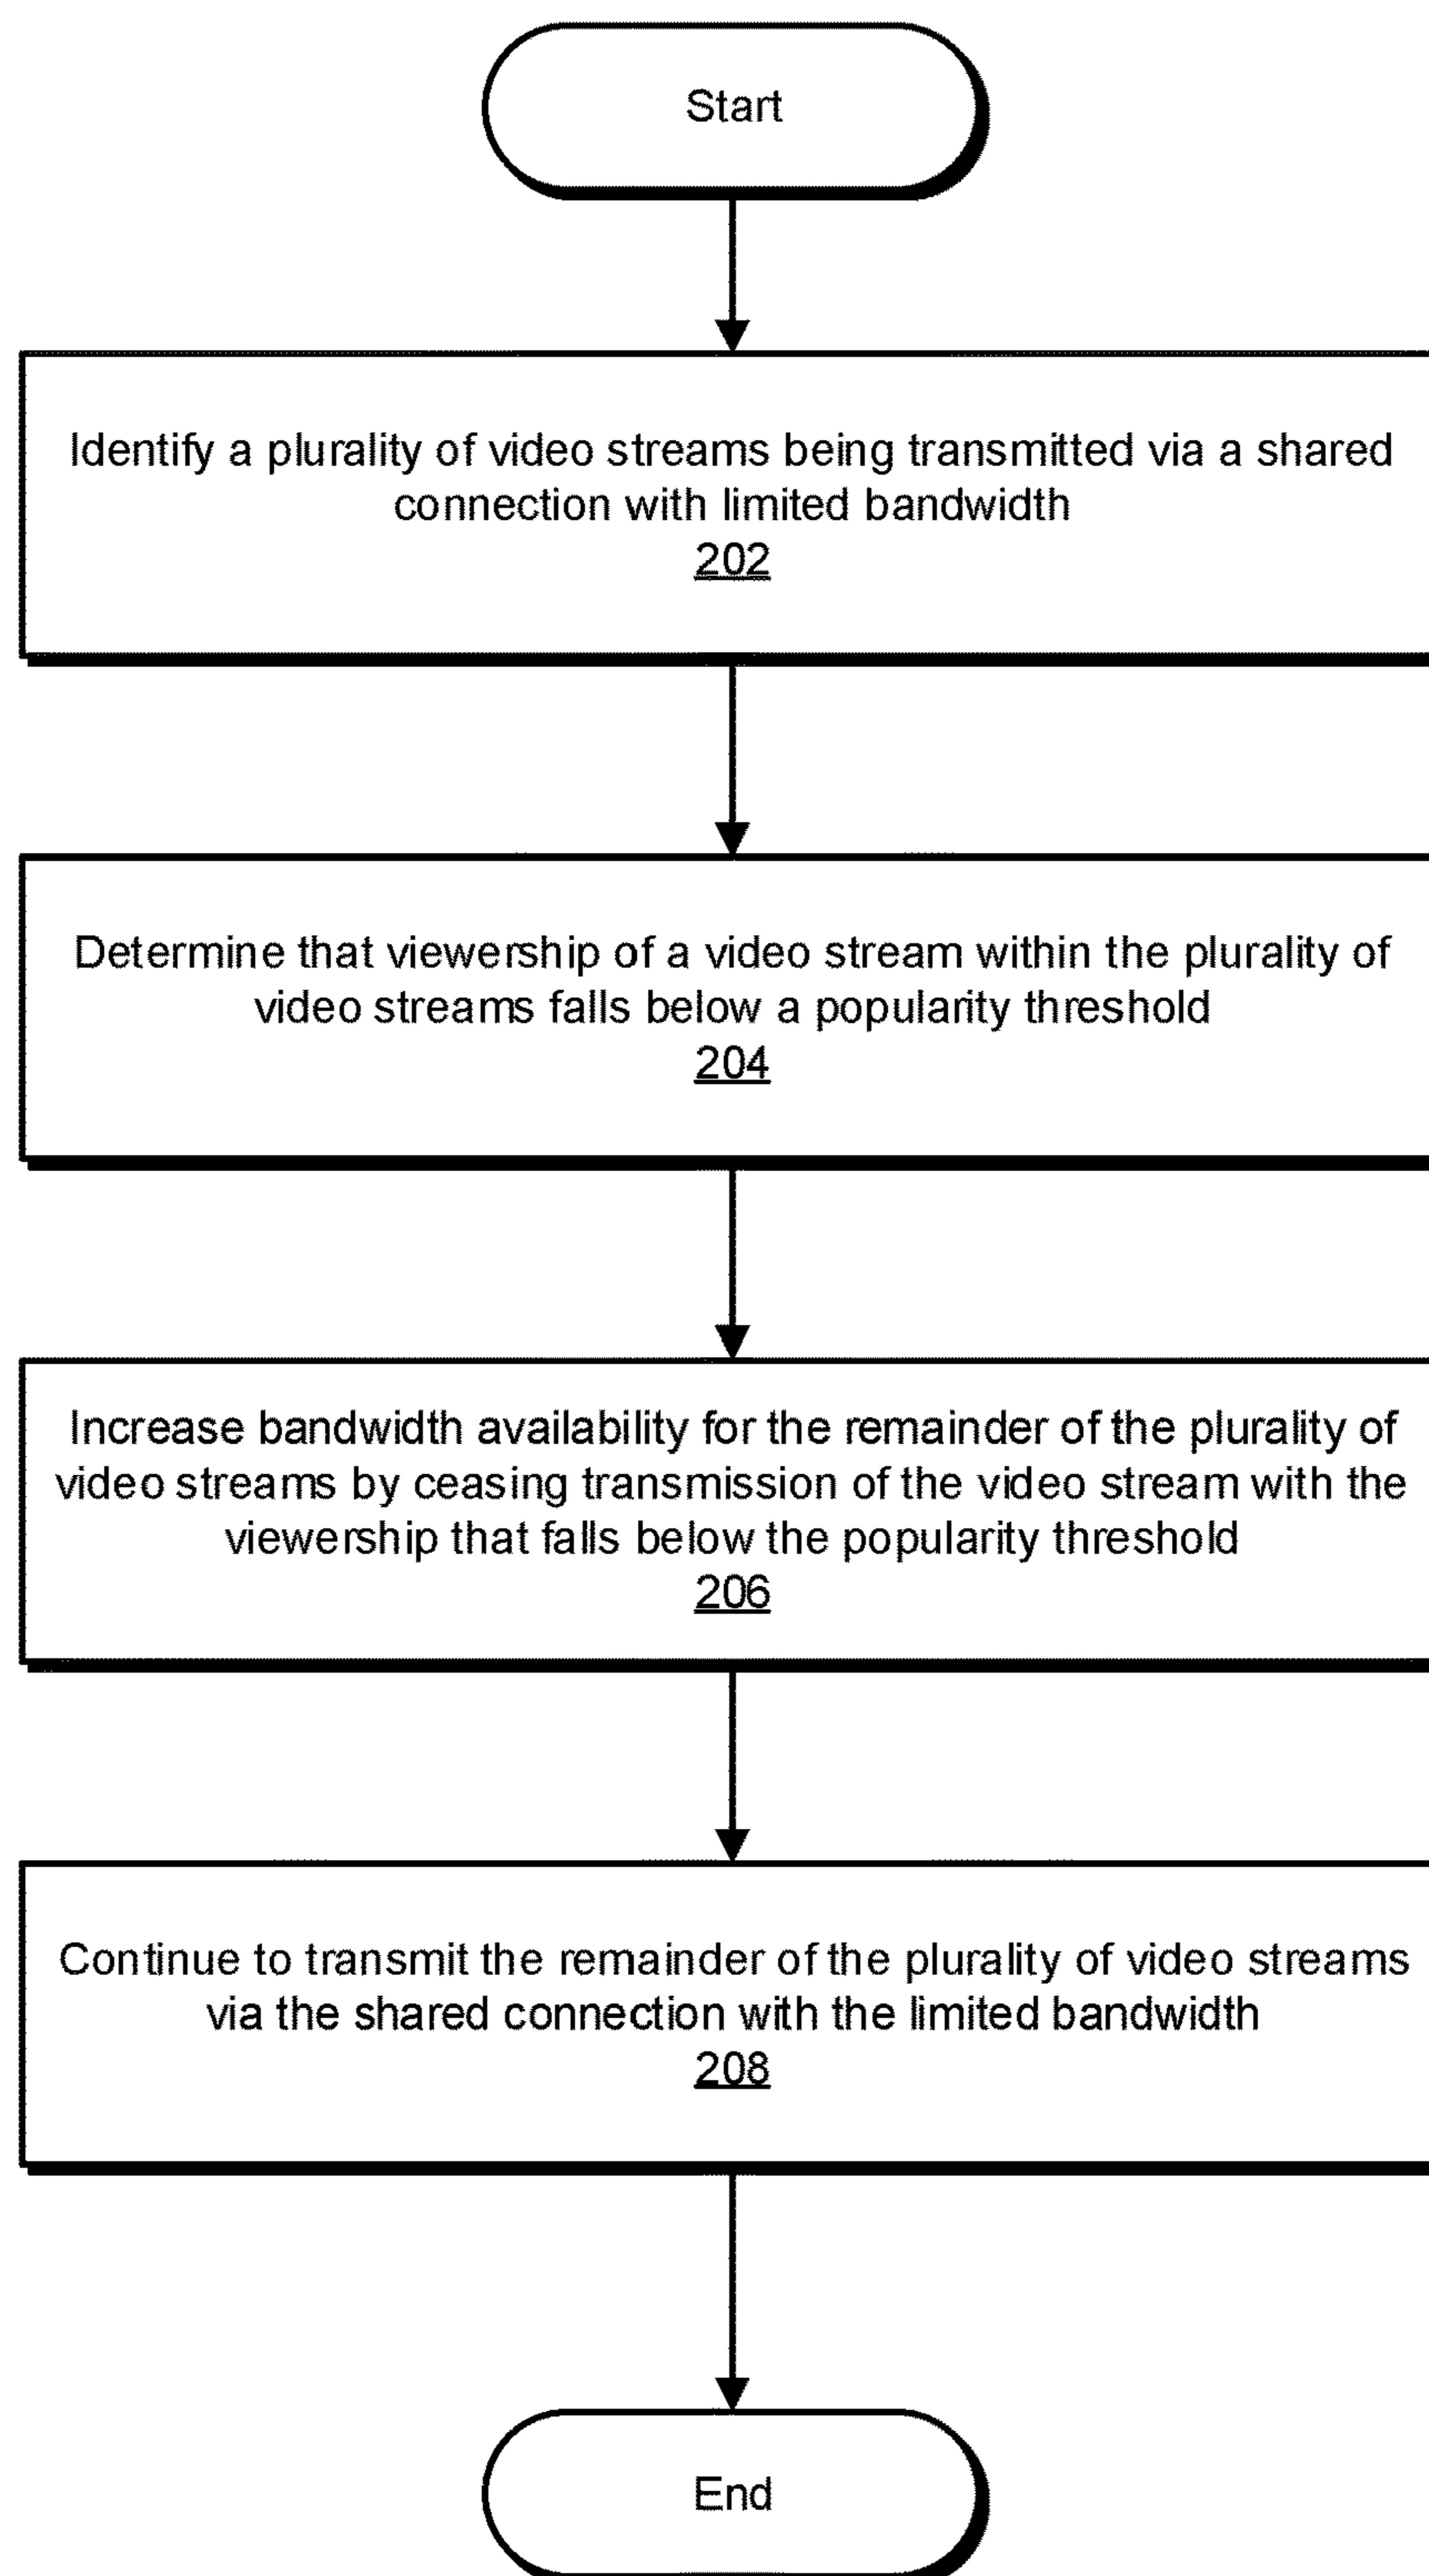 Start
Identify a plurality of video streams being transmitted via a shared
connection with limited bandwidth
202
Determine that viewership of a video stream within the plurality of
video streams falls below a popularity threshold
204
Increase bandwidth availability for the remainder of the plurality of
video streams by ceasing transmission of the video stream with the
viewership that falls below the popularity threshold
206
Continue to transmit the remainder of the plurality of video streams
via the shared connection with the limited bandwidth
208
End